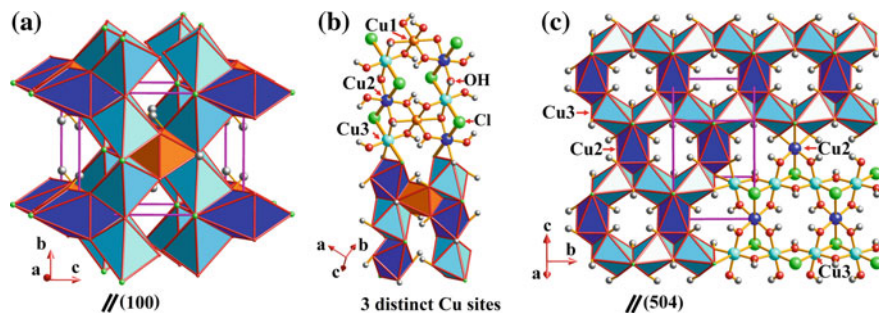 (a)
b
a
c
//(100)
(b)
Cu1
Cu2
OH
Cl
Cu3
a
b
c
3 distinct Cu sites
(c)
Cu3
Cu2
Cu2
Cu3
c
b
a
//(504)